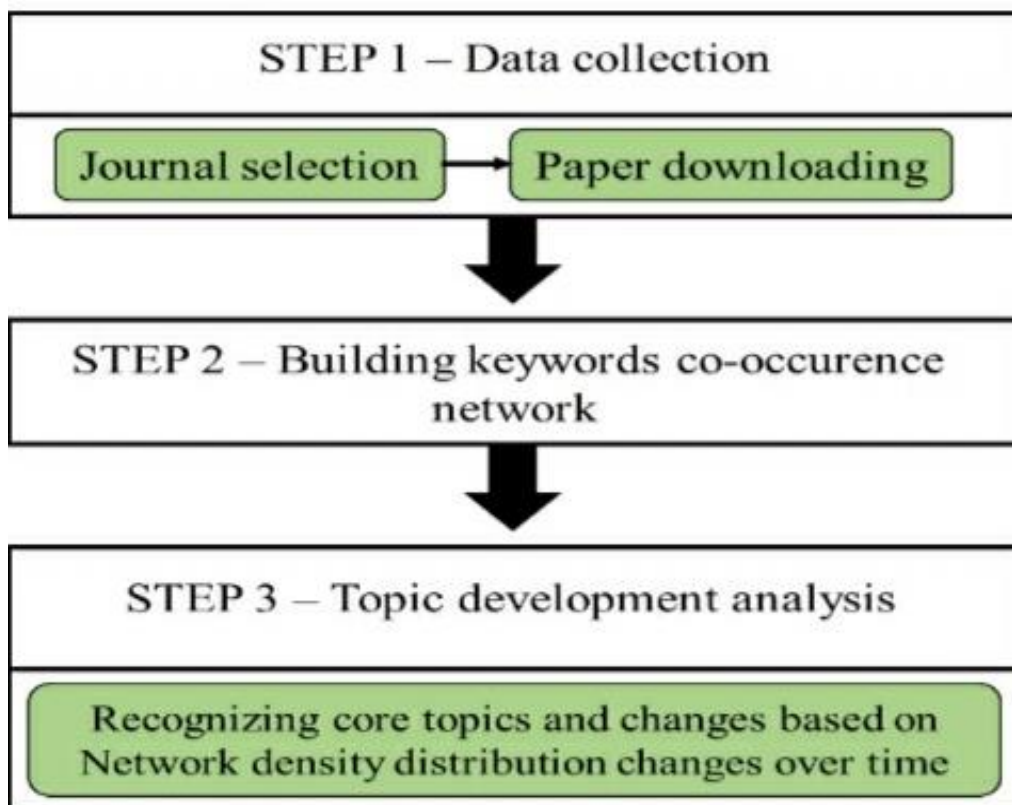 STEP 1 – Data collection
Journal selection
Paper downloading
STEP 2 – Building keywords co-occurence
network
STEP 3 – Topic development analysis
Recognizing core topics and changes based on
Network density distribution changes over time